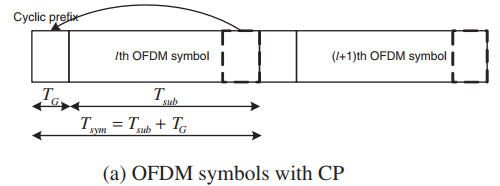 Cyclic prefix
lth OFDM symbol
(l+1)th OFDM symbol
T_G
T_sub
T_sym = T_sub + T_G
(a) OFDM symbols with CP